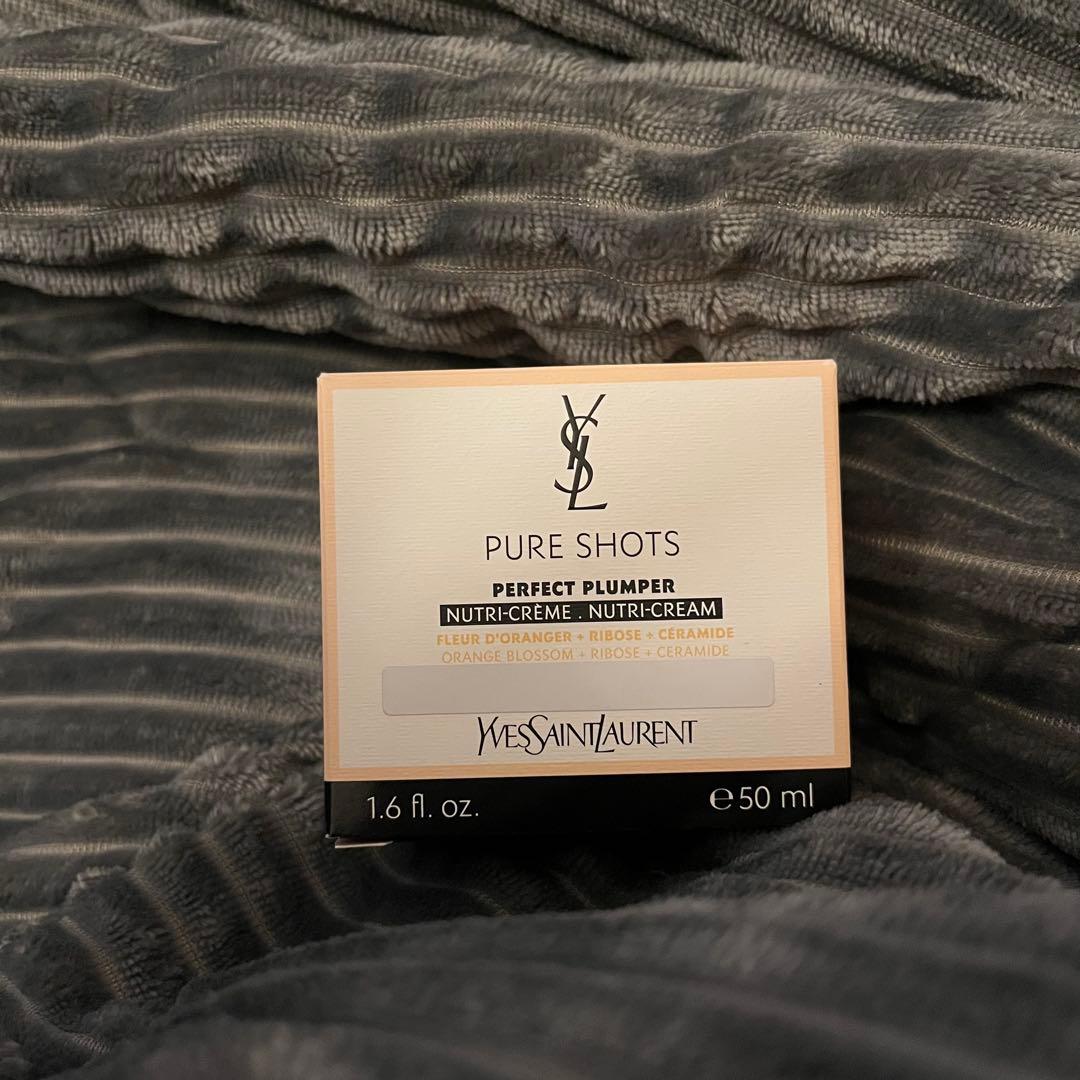 YSL
PURE SHOTS
PERFECT PLUMPER
NUTRI-CRÈME . NUTRI-CREAM
FLEUR D'ORANGER + RIBOSE + CÉRAMIDE
ORANGE BLOSSOM + RIBOSE + CERAMIDE
YVESSAINTLAURENT
1.6 fl. oz. ℮50 ml